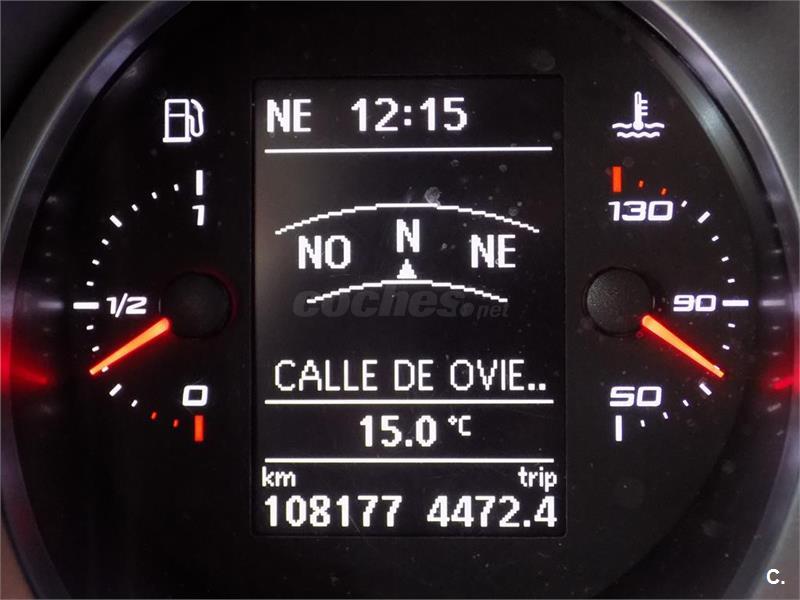 NE 12:15
1
1/2
0
NO N NE
coches.net
CALLE DE OVIE..
15.0 °C
km trip
108177 4472.4
130
90
50
C.